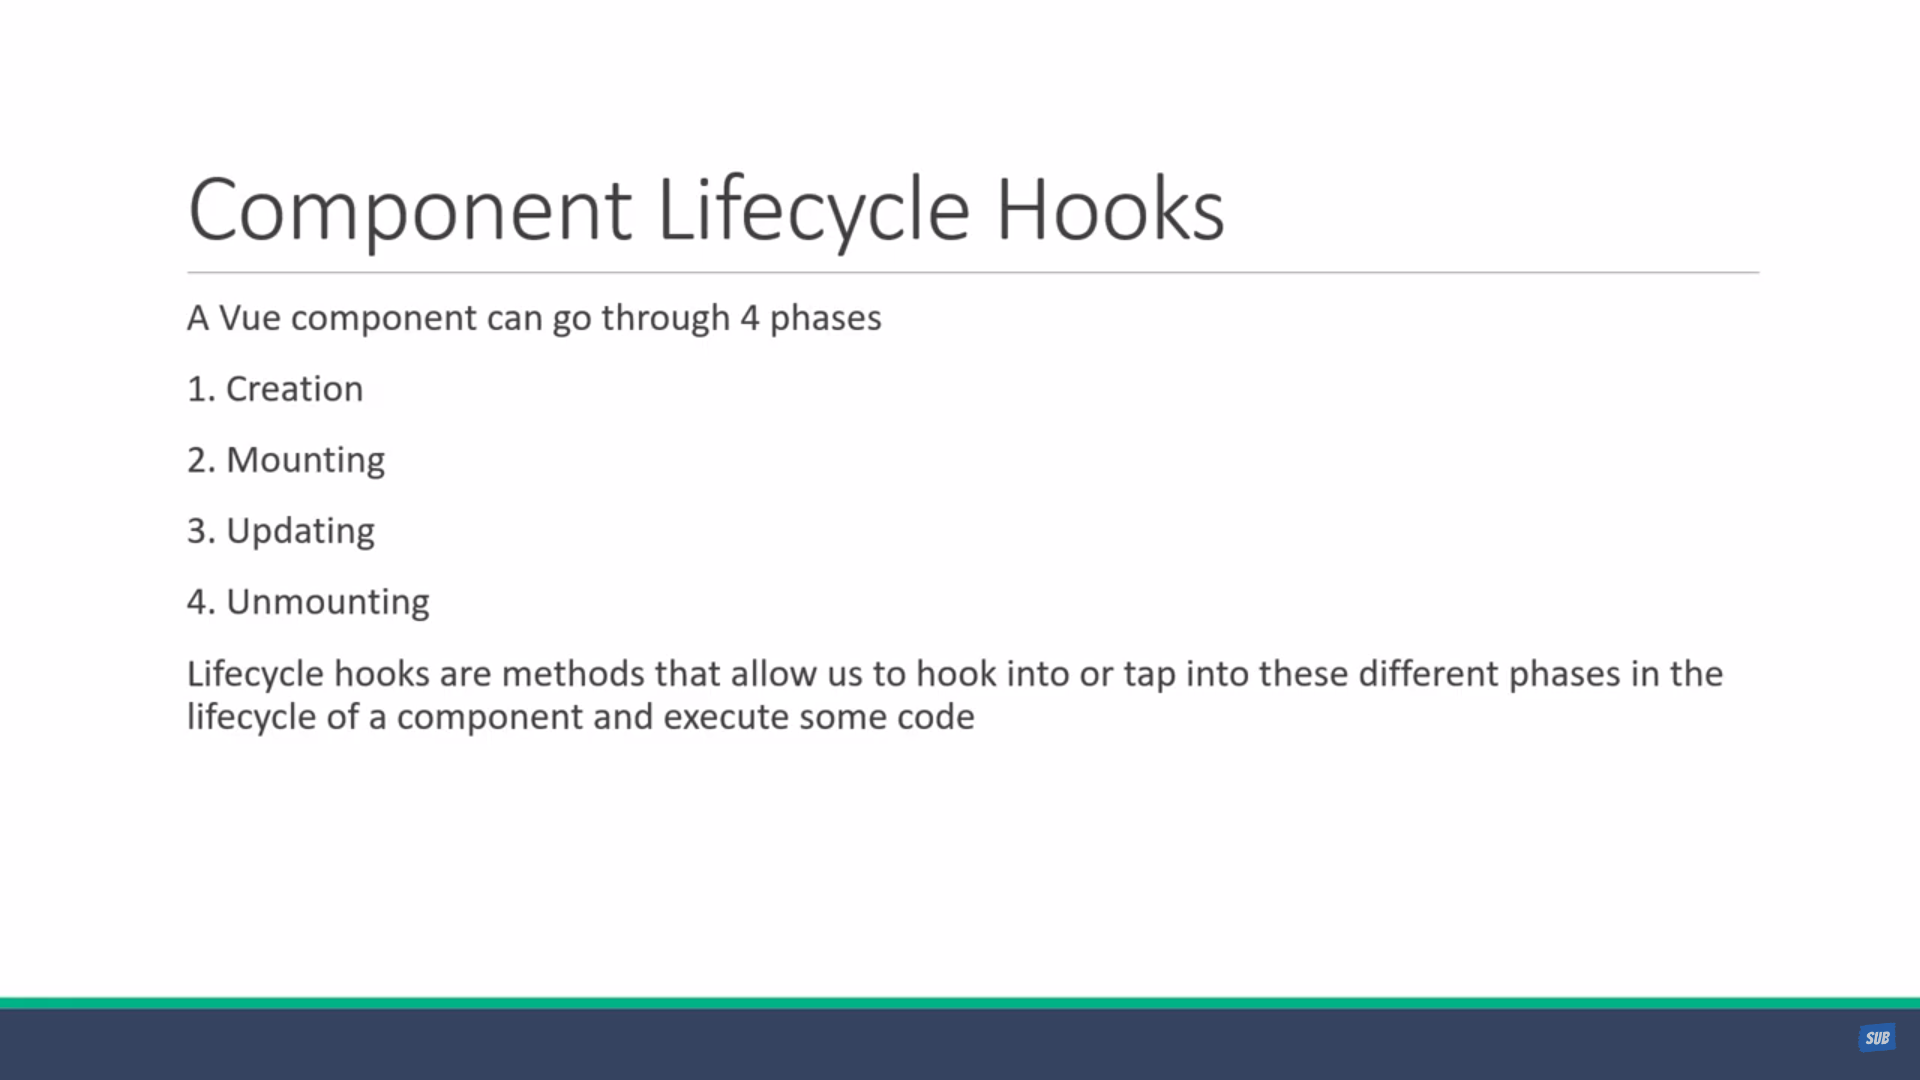 Component Lifecycle Hooks
A Vue component can go through 4 phases
1. Creation
2. Mounting
3. Updating
4. Unmounting
Lifecycle hooks are methods that allow us to hook into or tap into these different phases in the
lifecycle of a component and execute some code
SUB